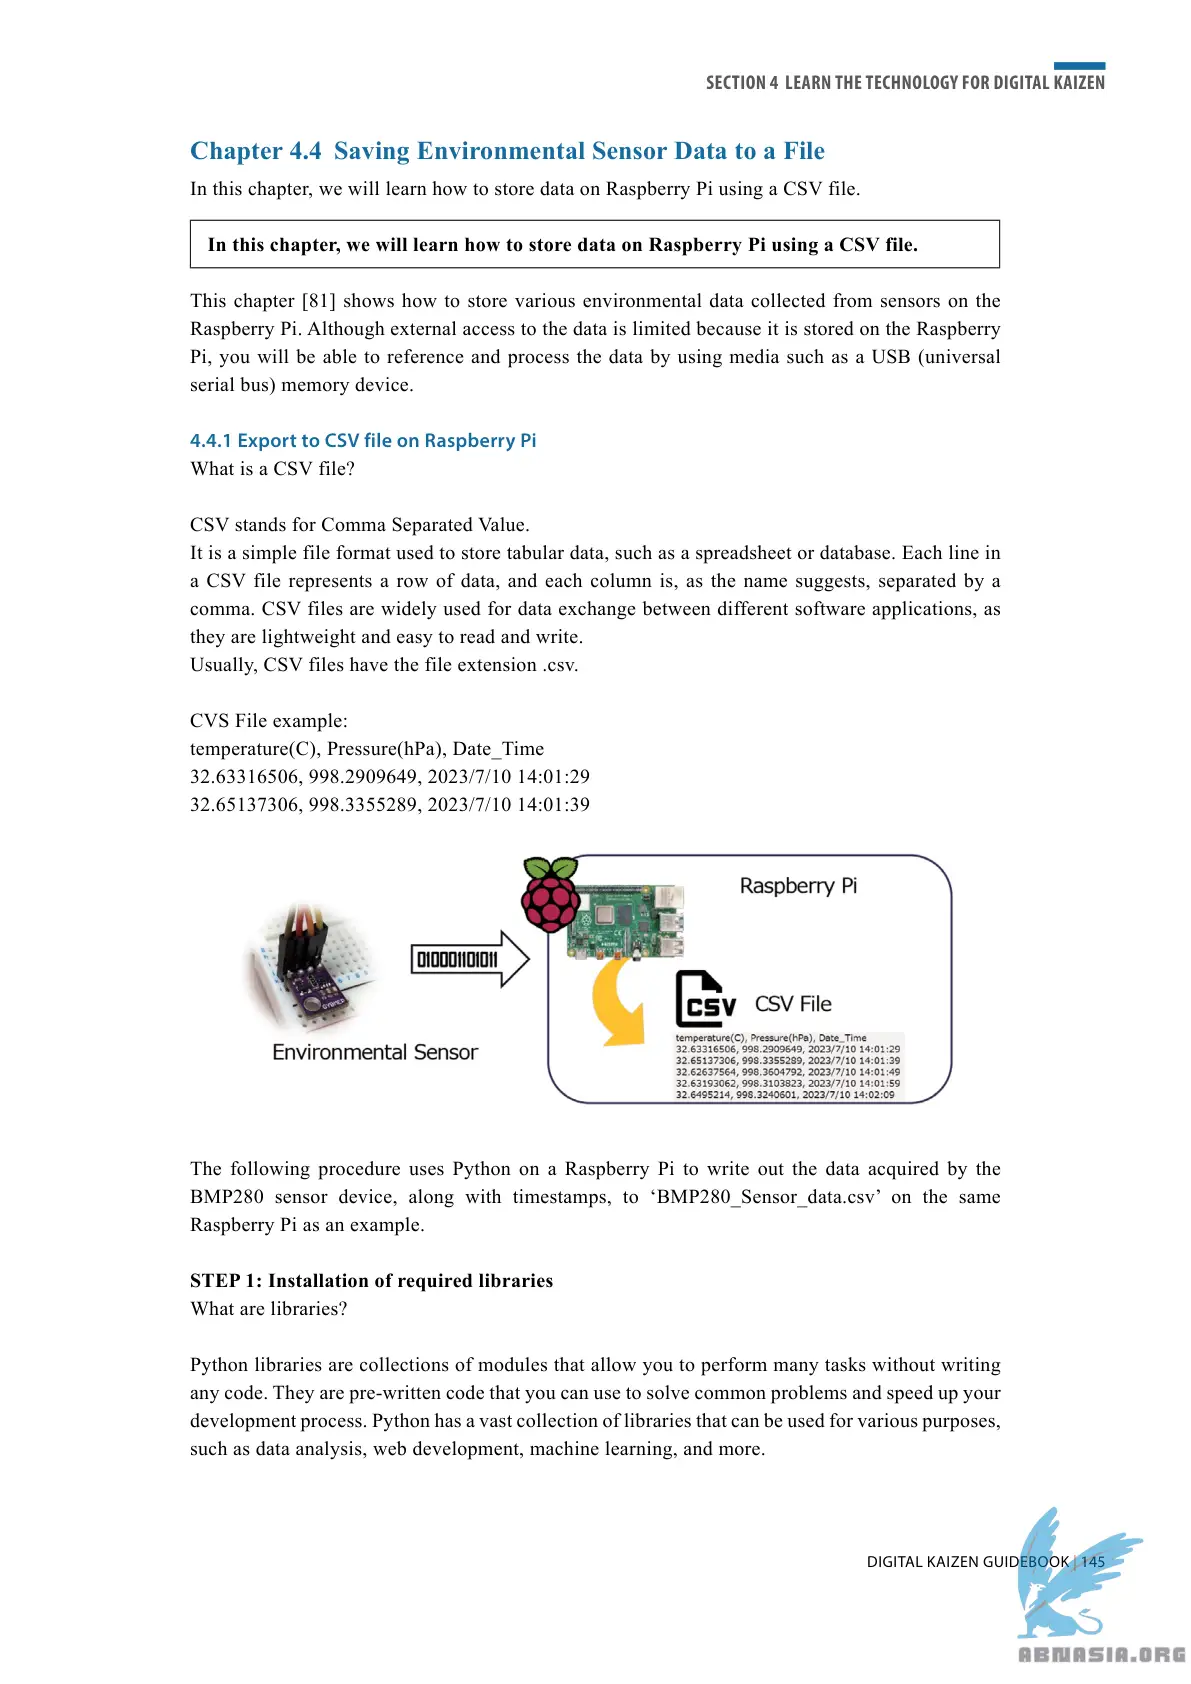 SECTION 4 LEARN THE TECHNOLOGY FOR DIGITAL KAIZEN
Chapter 4.4 Saving Environmental Sensor Data to a File
In this chapter, we will learn how to store data on Raspberry Pi using a CSV file.
In this chapter, we will learn how to store data on Raspberry Pi using a CSV file.
This chapter [81] shows how to store various environmental data collected from sensors on the
Raspberry Pi. Although external access to the data is limited because it is stored on the Raspberry
Pi, you will be able to reference and process the data by using media such as a USB (universal
serial bus) memory device.
4.4.1 Export to CSV file on Raspberry Pi
What is a CSV file?
CSV stands for Comma Separated Value.
It is a simple file format used to store tabular data, such as a spreadsheet or database. Each line in
a CSV file represents a row of data, and each column is, as the name suggests, separated by a
comma. CSV files are widely used for data exchange between different software applications, as
they are lightweight and easy to read and write.
Usually, CSV files have the file extension .csv.
CVS File example:
temperature(C), Pressure(hPa), Date_Time
32.63316506, 998.2909649, 2023/7/10 14:01:29
32.65137306, 998.3355289, 2023/7/10 14:01:39
Raspberry Pi
010001101011
CSV
CSV File
Environmental Sensor
temperature(C), Pressure(hPa), Date_Time
32.63316506, 998.2909649, 2023/7/10 14:01:29
32.65137306, 998.3355289, 2023/7/10 14:01:39
32.62637564, 998.3604792, 2023/7/10 14:01:49
32.63193062, 998.3103823, 2023/7/10 14:01:59
32.6495214, 998.3240601, 2023/7/10 14:02:09
The following procedure uses Python on a Raspberry Pi to write out the data acquired by the
BMP280 sensor device, along with timestamps, to ‘BMP280_Sensor_data.csv’ on the same
Raspberry Pi as an example.
STEP 1: Installation of required libraries
What are libraries?
Python libraries are collections of modules that allow you to perform many tasks without writing
any code. They are pre-written code that you can use to solve common problems and speed up your
development process. Python has a vast collection of libraries that can be used for various purposes,
such as data analysis, web development, machine learning, and more.
DIGITAL KAIZEN GUIDEBOOK | 145
ABNASIA.ORG